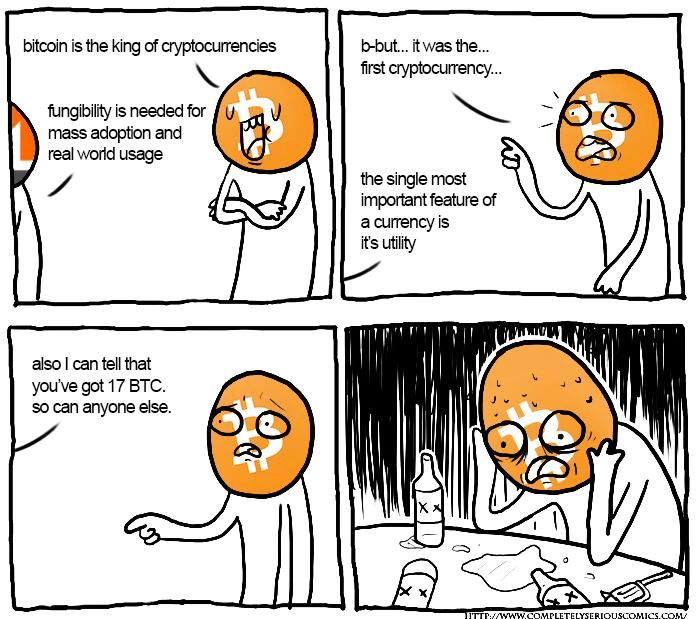 bitcoin is the king of cryptocurrencies
fungibility is needed for
mass adoption and
real world usage
b-but... it was the...
first cryptocurrency...
the single most
important feature of
a currency is
it's utility
also I can tell that
you've got 17 BTC.
so can anyone else.
x x
x x
x x
HTTP://WWW.COMPLETELYSERIOUSCOMICS.COM/